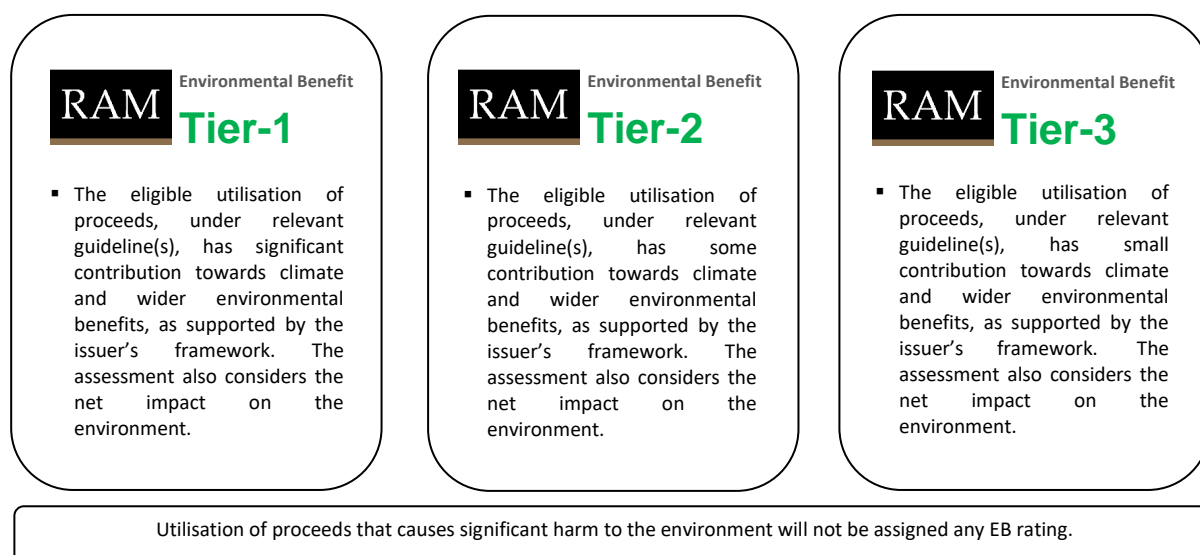 RAM
Environmental Benefit
Tier-1
▪ The eligible utilisation of
proceeds, under relevant
guideline(s), has significant
contribution towards climate
and wider environmental
benefits, as supported by the
issuer’s framework. The
assessment also considers the
net impact on the
environment.
RAM
Environmental Benefit
Tier-2
▪ The eligible utilisation of
proceeds, under relevant
guideline(s), has some
contribution towards climate
and wider environmental
benefits, as supported by the
issuer’s framework. The
assessment also considers the
net impact on the
environment.
RAM
Environmental Benefit
Tier-3
▪ The eligible utilisation of
proceeds, under relevant
guideline(s), has small
contribution towards climate
and wider environmental
benefits, as supported by the
issuer’s framework. The
assessment also considers the
net impact on the
environment.
Utilisation of proceeds that causes significant harm to the environment will not be assigned any EB rating.